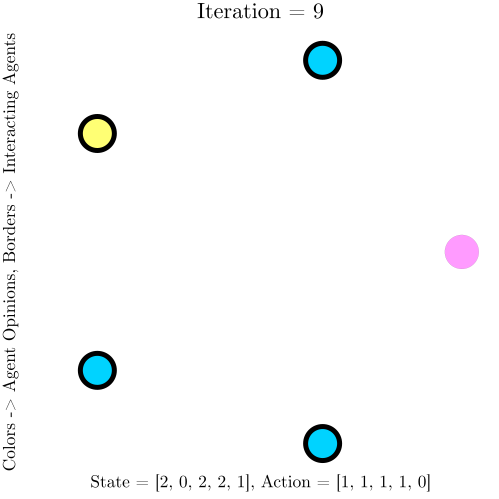 Iteration = 9
Colors -> Agent Opinions, Borders -> Interacting Agents
State = [2, 0, 2, 2, 1], Action = [1, 1, 1, 1, 0]